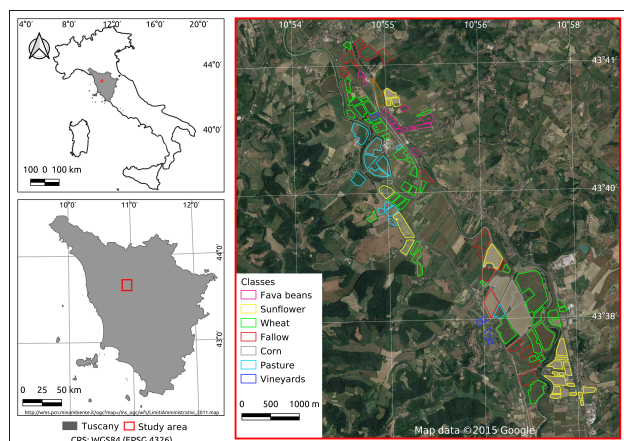 4°0' 8°0' 12°0' 16°0'
44°0'
40°0'
100 0 100 km
10°0' 11°0' 12°0'
44°0'
43°0'
0 25 50 km
http://wms.pcn.minambiente.it/ogc?map=/ms_ogc/wfs/LimitiAmministrativi_2011.map
Tuscany Study area
CRS: WGS84 (EPSG 4326)
10°54' 10°55' 10°56' 10°58'
43°41'
43°40'
43°38'
Classes
Fava beans
Sunflower
Wheat
Fallow
Corn
Pasture
Vineyards
0 500 1000 m
Map data ©2015 Google